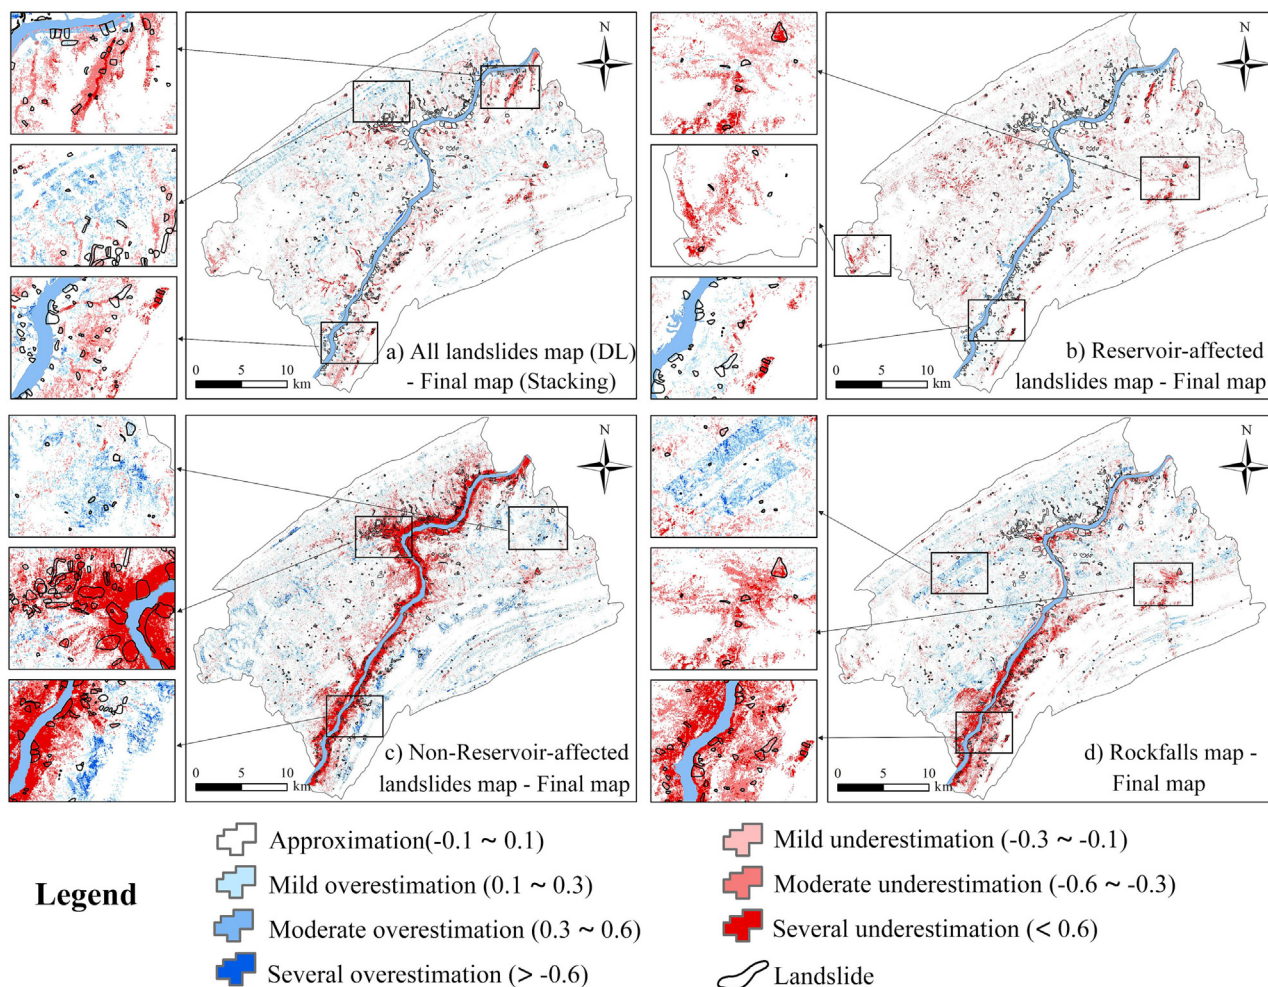 N
a) All landslides map (DL)
- Final map (Stacking)
0 5 10
km
N
b) Reservoir-affected
landslides map - Final map
0 5 10
km
N
c) Non-Reservoir-affected
landslides map - Final map
0 5 10
km
N
d) Rockfalls map -
Final map
0 5 10
km
Legend
Approximation(-0.1 ~ 0.1)
Mild overestimation (0.1 ~ 0.3)
Moderate overestimation (0.3 ~ 0.6)
Several overestimation (> -0.6)
Mild underestimation (-0.3 ~ -0.1)
Moderate underestimation (-0.6 ~ -0.3)
Several underestimation (< 0.6)
Landslide